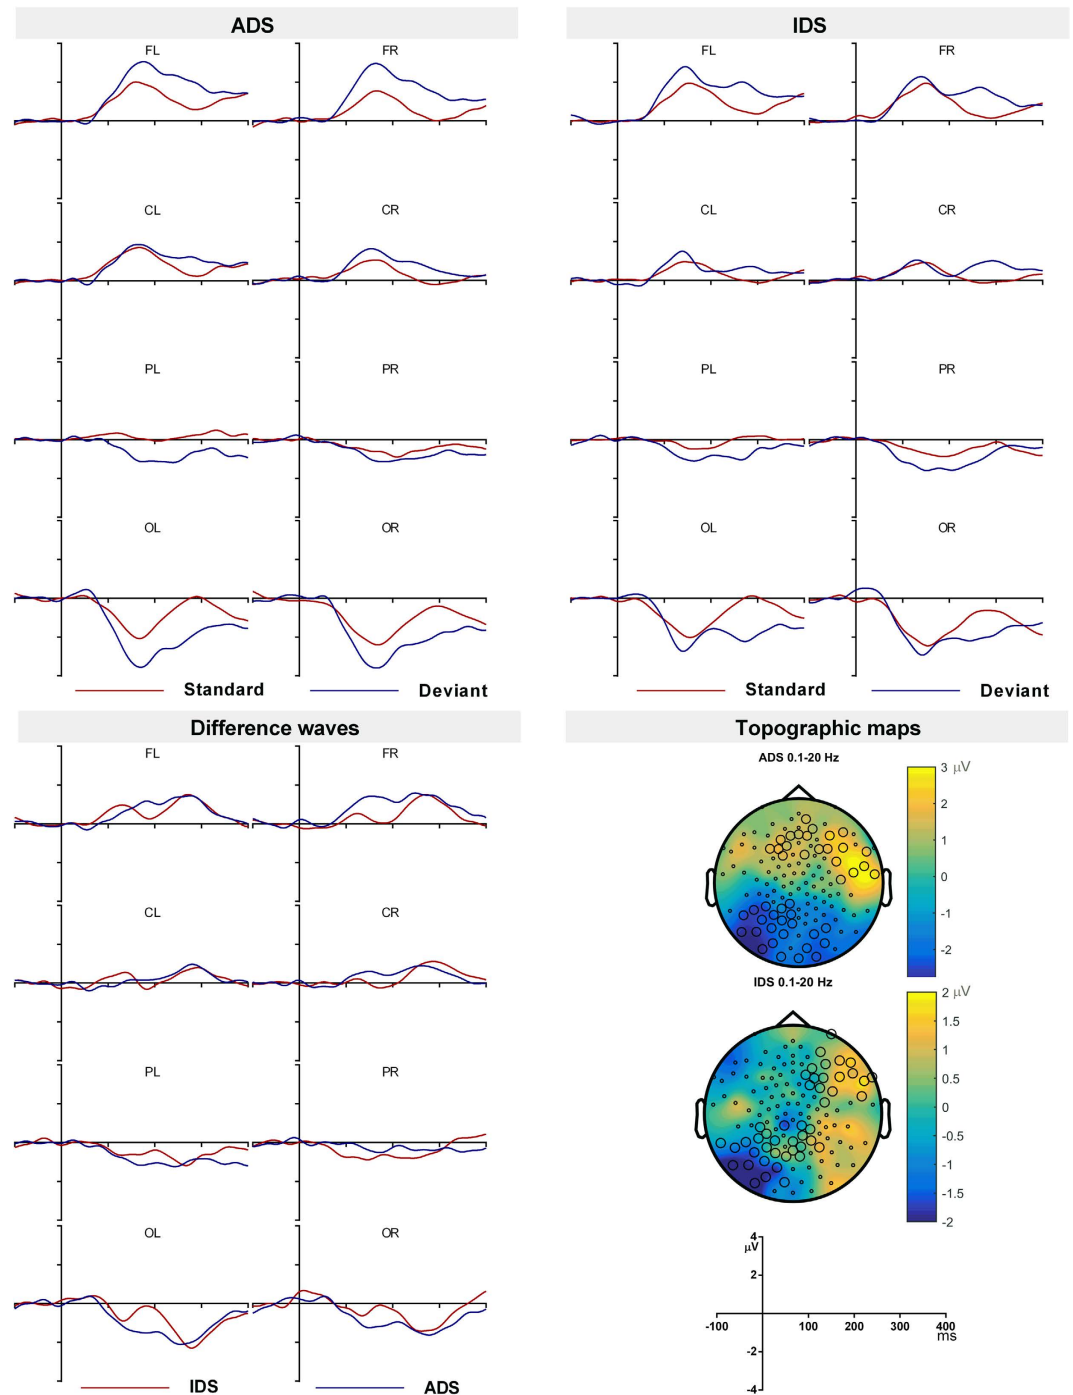 ADS
IDS
FL
FR
FL
FR
CL
CR
CL
CR
PL
PR
PL
PR
OL
OR
OL
OR
Standard
Deviant
Standard
Deviant
Difference waves
Topographic maps
FL
FR
CL
CR
PL
PR
OL
OR
IDS
ADS
ADS 0.1-20 Hz
3 μV
2
1
0
-1
-2
IDS 0.1-20 Hz
2 μV
1.5
1
0.5
0
-0.5
-1
-1.5
-2
4
μV
2
-100
100
200
300
400
ms
-2
-4